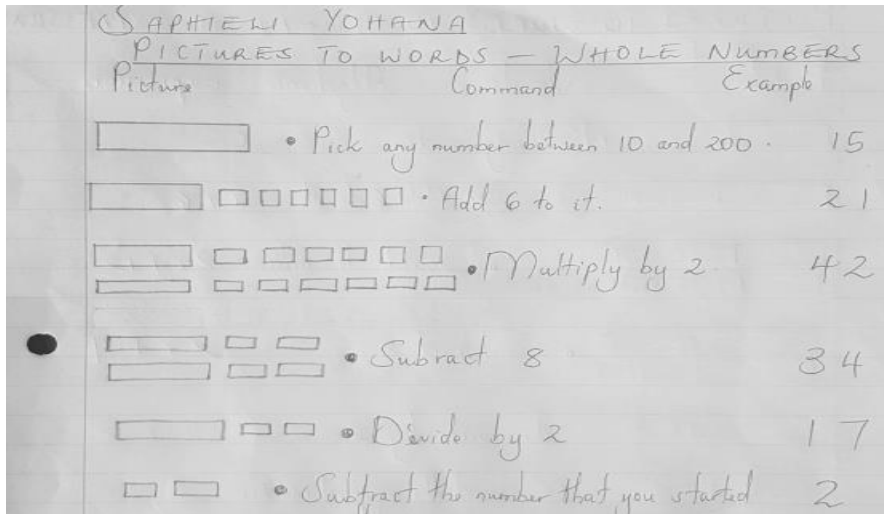 SAPHIELI YOHANA
PICTURES TO WORDS – WHOLE NUMBERS
Picture Command Example
• Pick any number between 10 and 200. 15
• Add 6 to it. 21
• Multiply by 2. 42
• Subract 8 34
• Divide by 2 17
• Subtract the number that you started 2